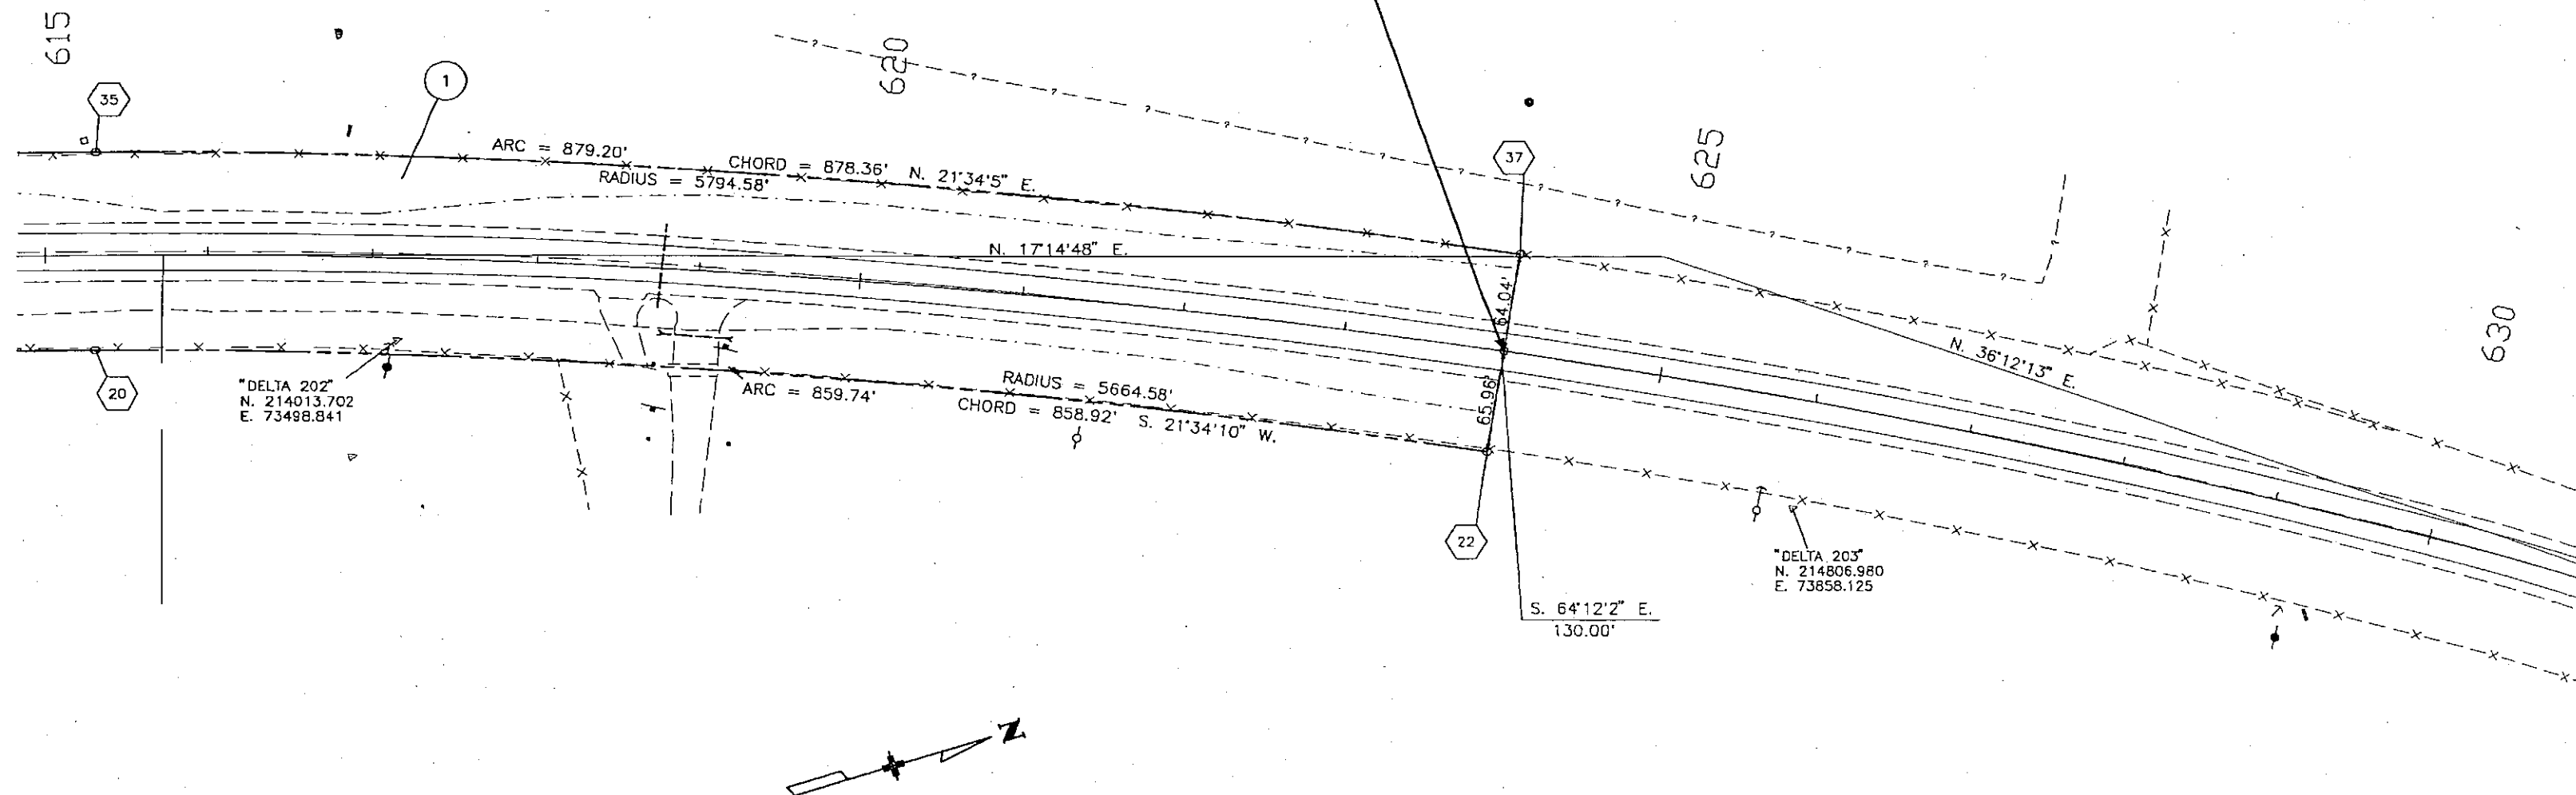 615
620
625
630
35
1
37
ARC = 879.20'
CHORD = 878.36' N. 21°34'5" E.
RADIUS = 5794.58'
N. 17°14'48" E.
64.04'
65.96'
N. 36°12'13" E.
20
"DELTA 202"
N. 214013.702
E. 73498.841
ARC = 859.74'
RADIUS = 5664.58'
CHORD = 858.92' S. 21°34'10" W.
22
"DELTA 203"
N. 214806.980
E. 73858.125
S. 64°12'2" E.
130.00'
N